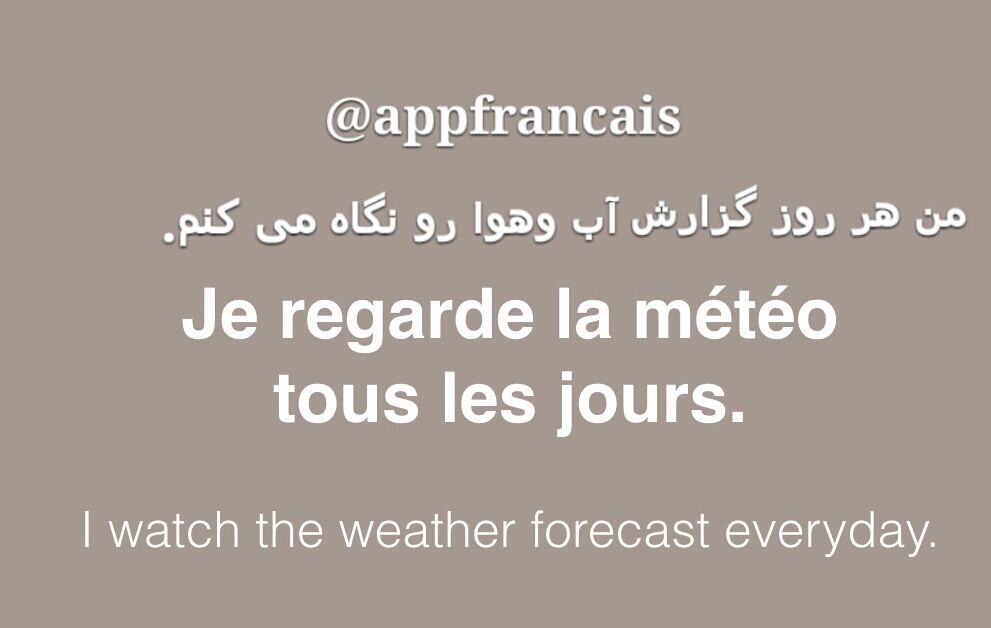 @appfrancais
من هر روز گزارش آب وهوا رو نگاه می کنم.
Je regarde la météo
tous les jours.
I watch the weather forecast everyday.